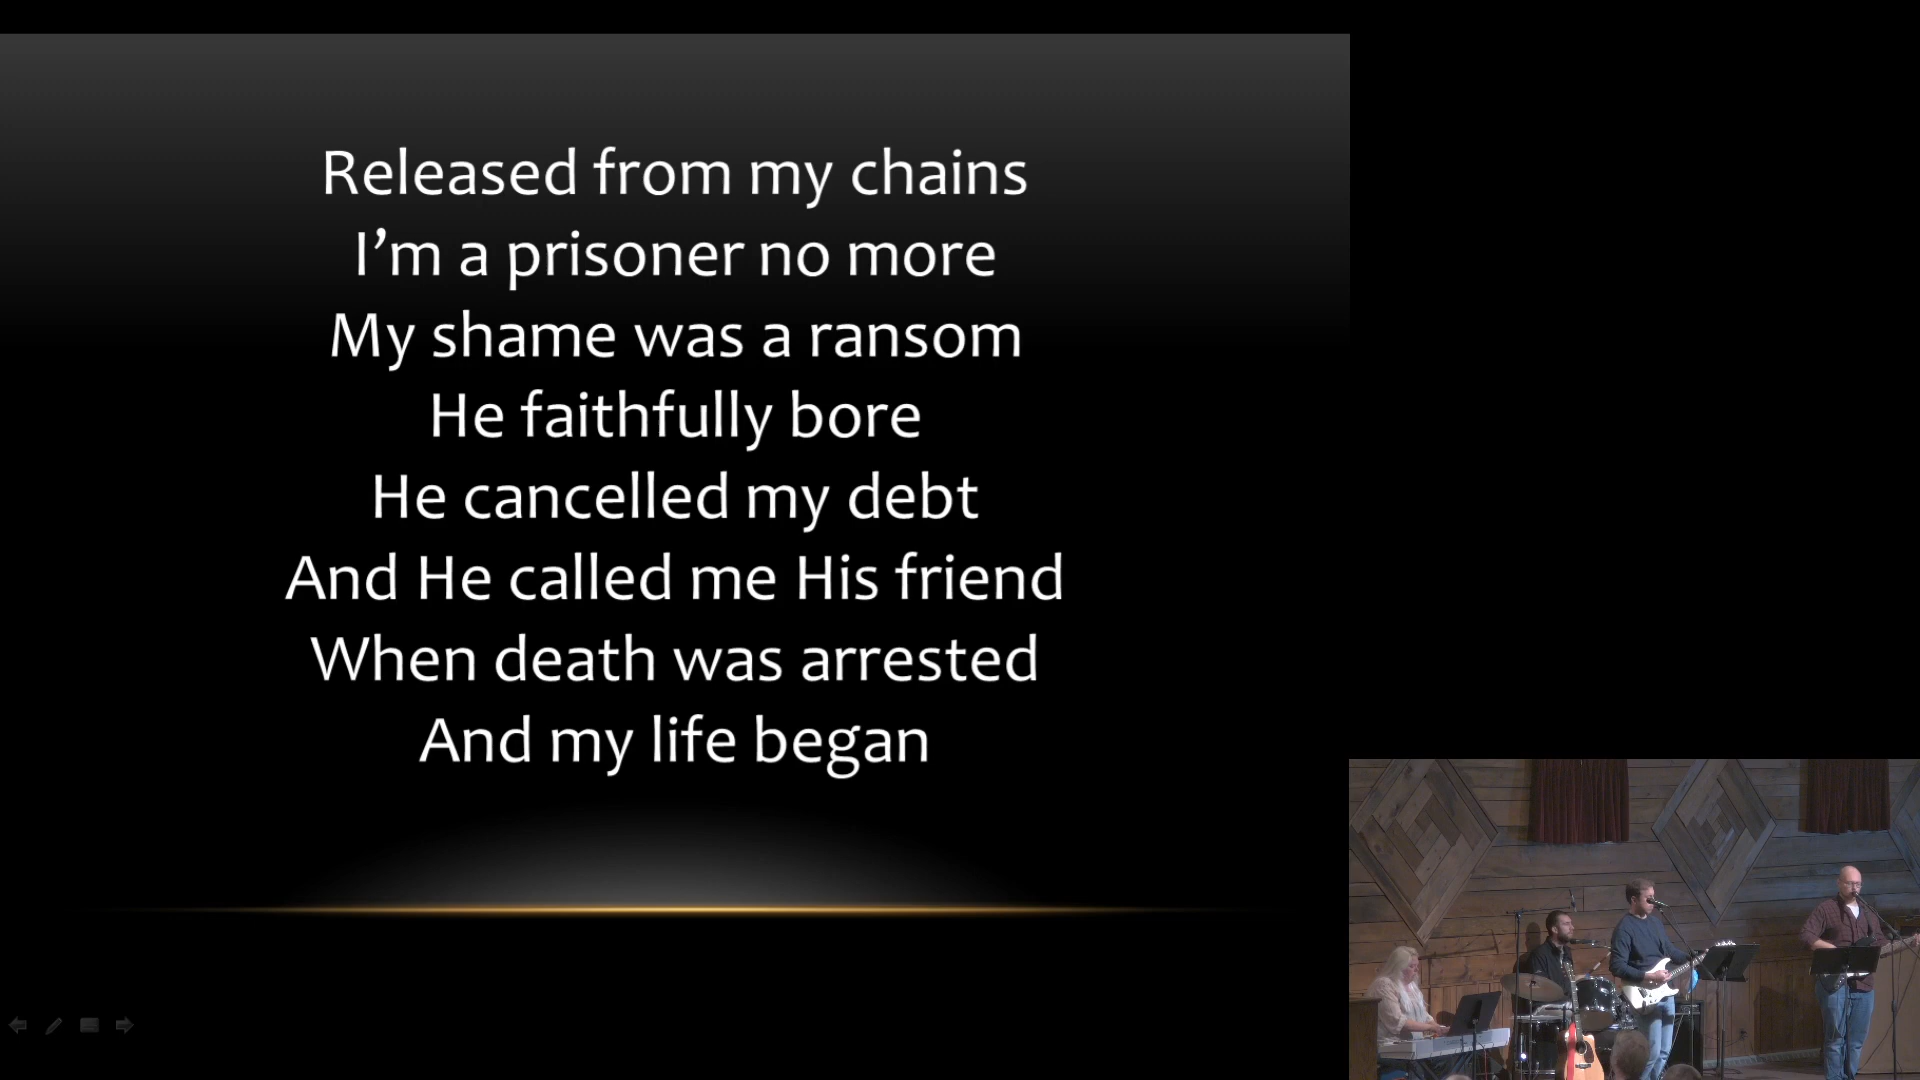 Released from my chains
I’m a prisoner no more
My shame was a ransom
He faithfully bore
He cancelled my debt
And He called me His friend
When death was arrested
And my life began